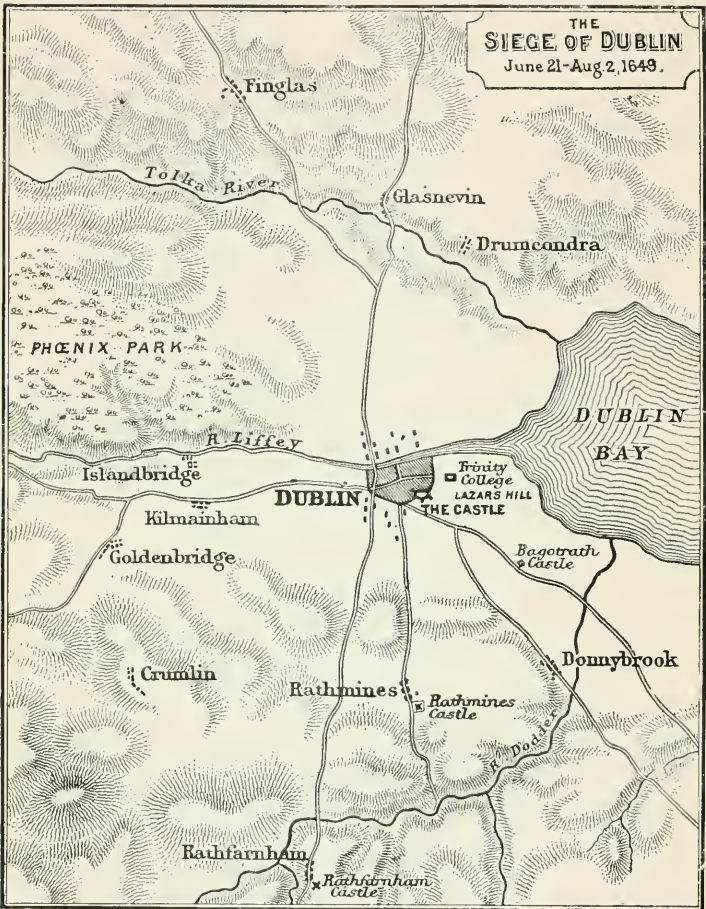 THE
SIEGE OF DUBLIN
June 21-Aug. 2, 1649.
Finglas
Tolka River
Glasnevin
Drumcondra
PHŒNIX PARK
DUBLIN
BAY
R. Liffey
Islandbridge
Trinity
College
LAZARS HILL
DUBLIN
THE CASTLE
Kilmainham
Goldenbridge
Bagotrath
Castle
Donnybrook
Crumlin
Rathmines
Rathmines
Castle
R. Dodder
Rathfarnham
Rathfarnham
Castle